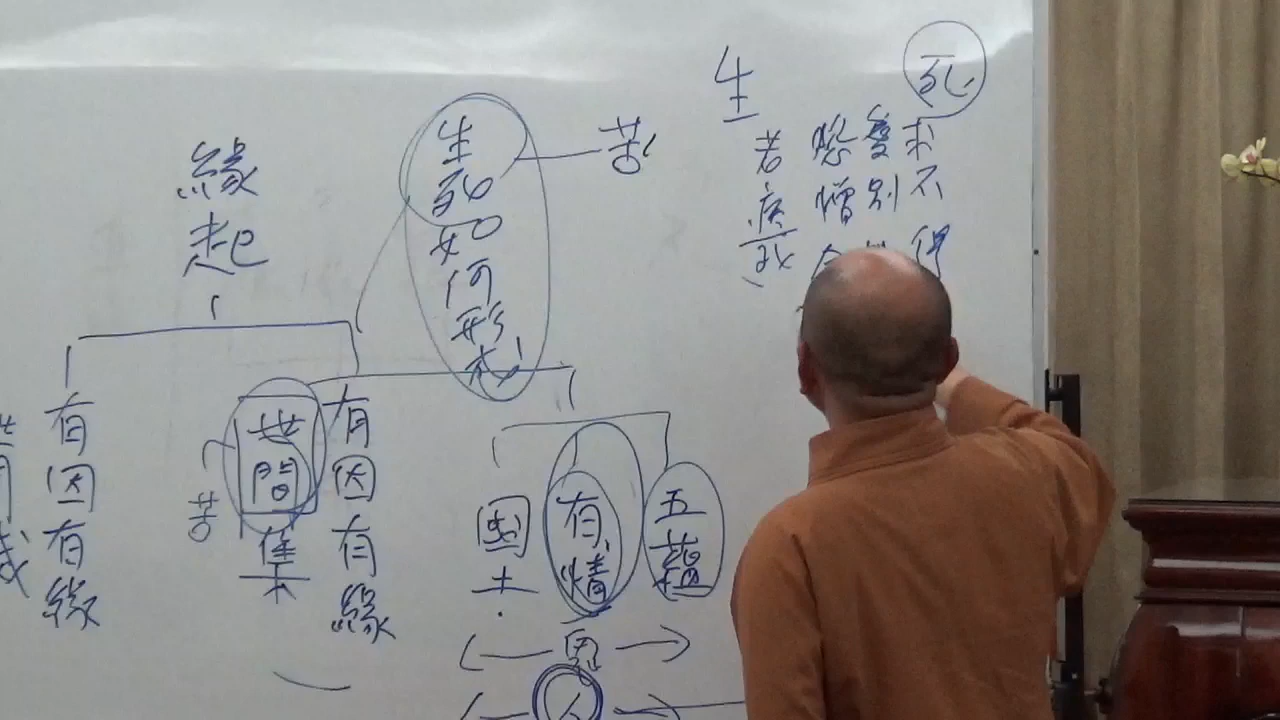 死
生
求不得
愛別
怨憎
老病死
苦
生死如何形成
緣起
有因有緣
世間集
有因有緣
苦
五蘊
有情
國土